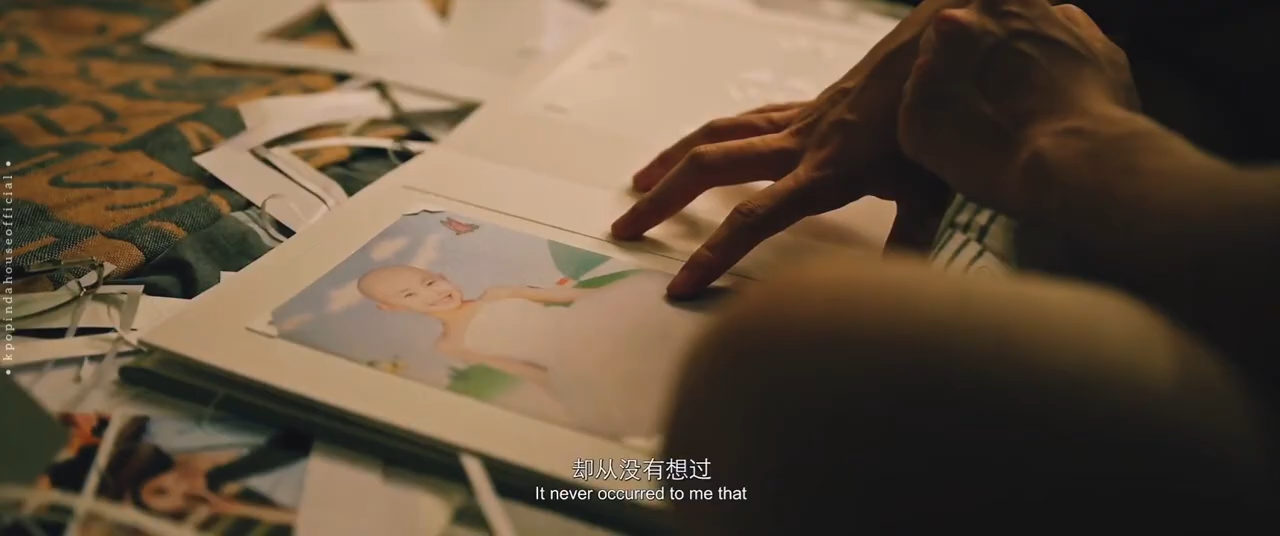 • kpopindahouseofficial •
却从没有想过
It never occurred to me that